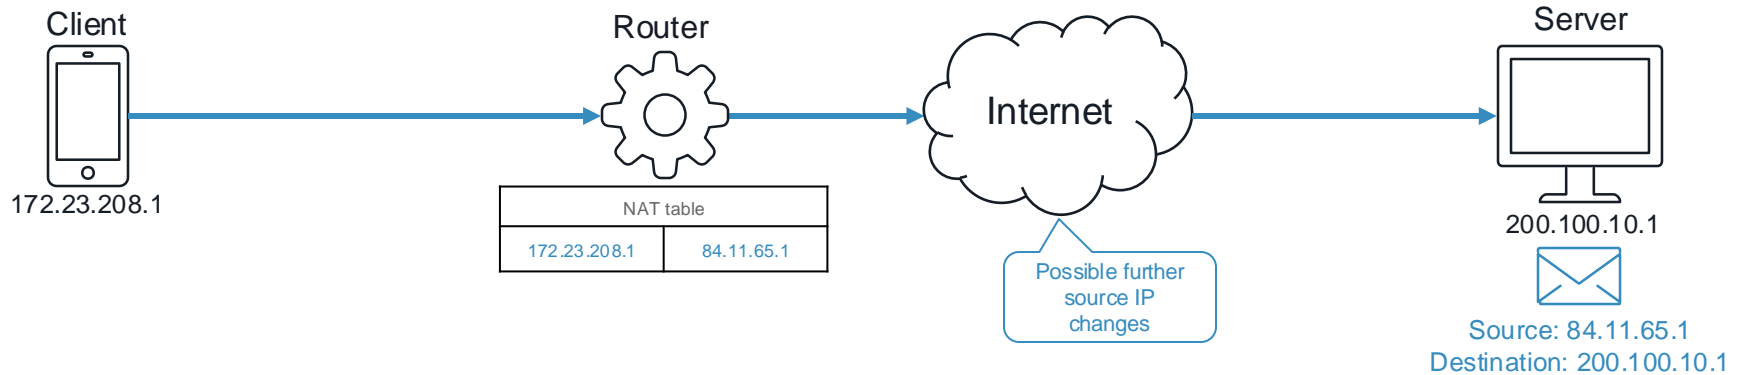 Client
172.23.208.1
Router
NAT table
172.23.208.1
84.11.65.1
Internet
Possible further
source IP
changes
Server
200.100.10.1
Source: 84.11.65.1
Destination: 200.100.10.1